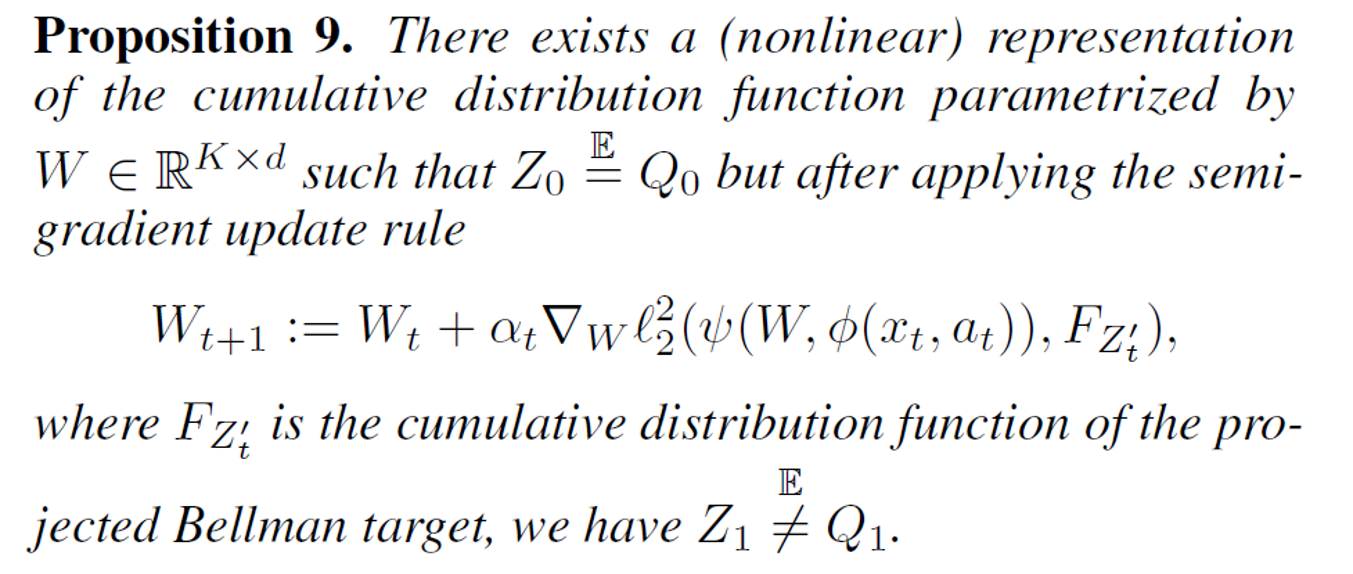 Proposition 9. There exists a (nonlinear) representation
of the cumulative distribution function parametrized by
W ∈ ℝ^{K×d} such that Z_0 \overset{𝔼}{=} Q_0 but after applying the semi-
gradient update rule
W_{t+1} := W_t + α_t ∇_W ℓ_2^2(ψ(W, ϕ(x_t, a_t)), F_{Z'_t}),
where F_{Z'_t} is the cumulative distribution function of the pro-
jected Bellman target, we have Z_1 \overset{𝔼}{≠} Q_1.